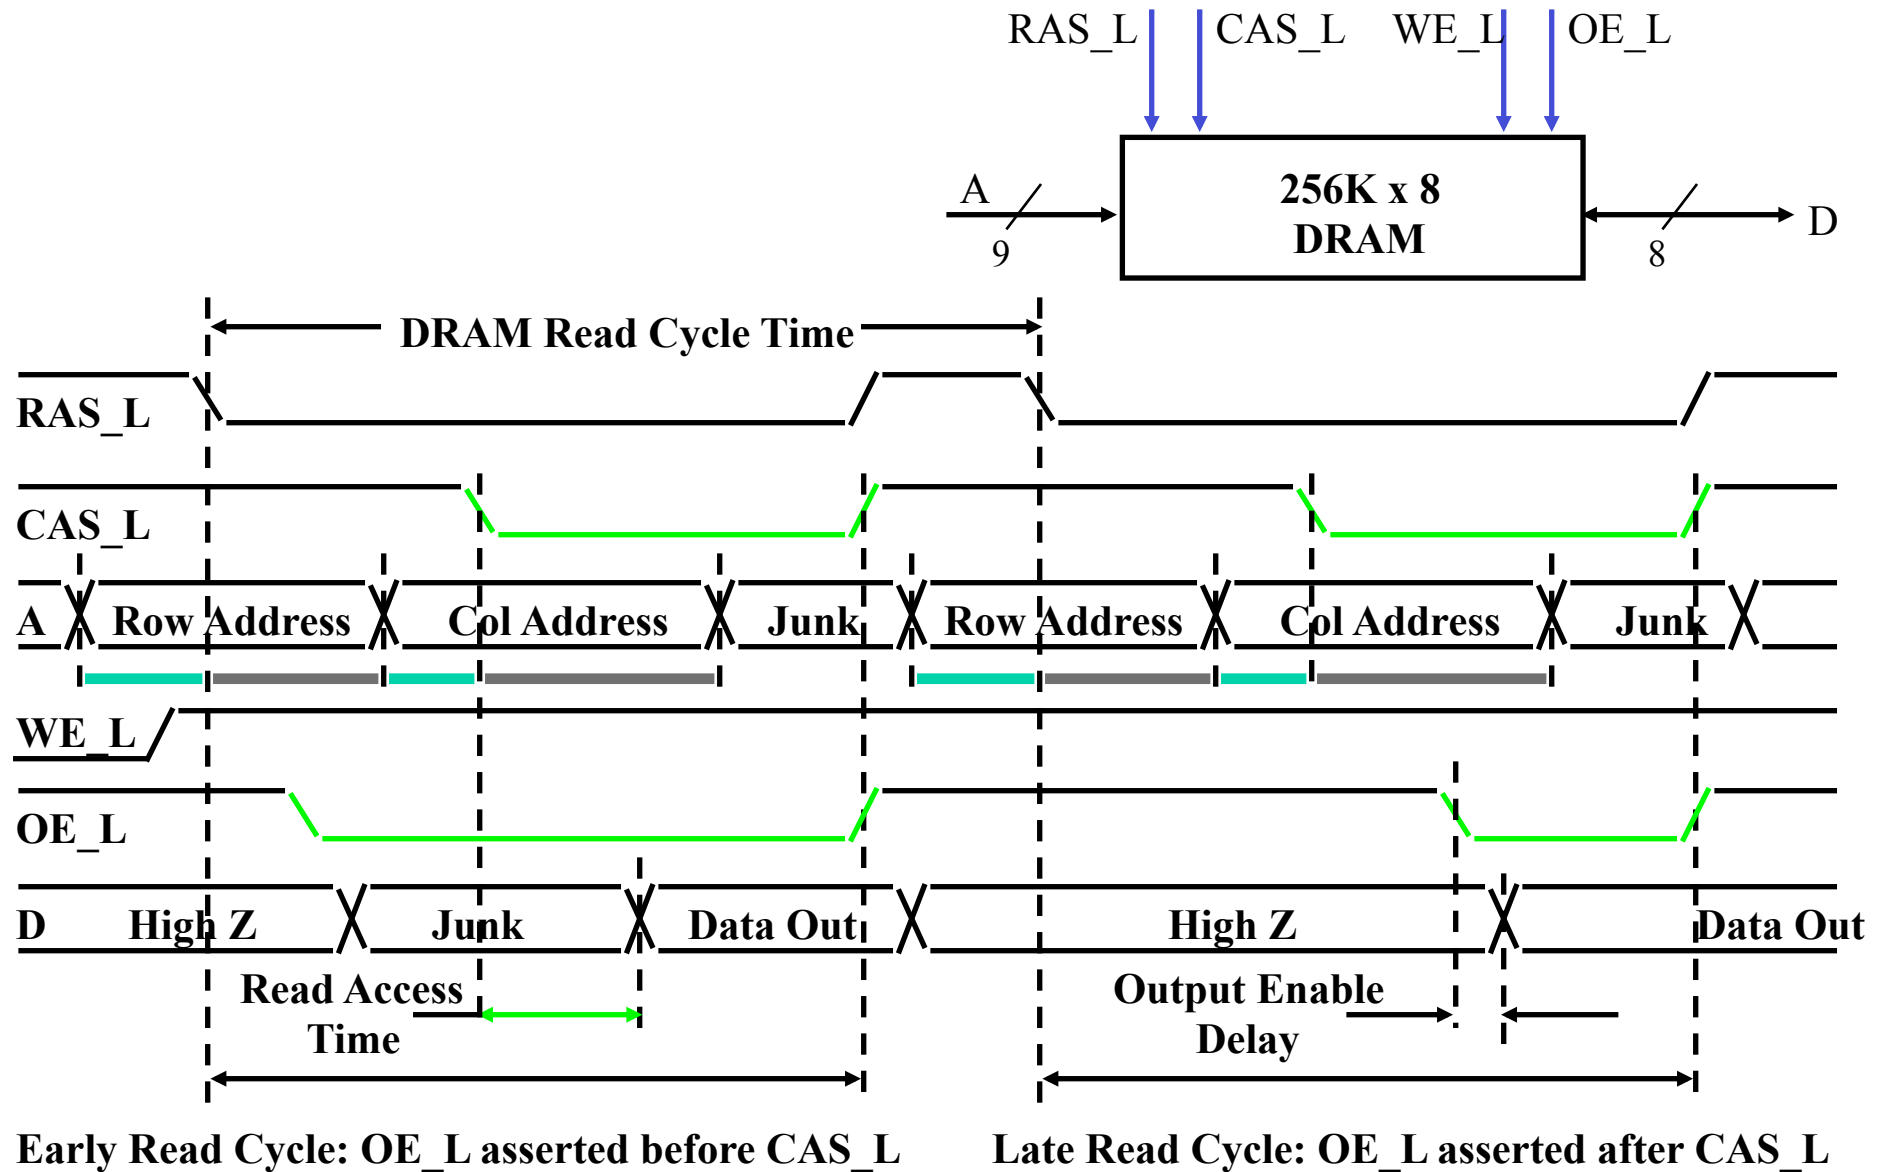 RAS_L CAS_L WE_L OE_L
A
256K x 8
DRAM
9
8
D
DRAM Read Cycle Time
RAS_L
CAS_L
A Row Address Col Address Junk Row Address Col Address Junk
WE_L
OE_L
D High Z Junk Data Out High Z Data Out
Read Access
Time
Output Enable
Delay
Early Read Cycle: OE_L asserted before CAS_L
Late Read Cycle: OE_L asserted after CAS_L